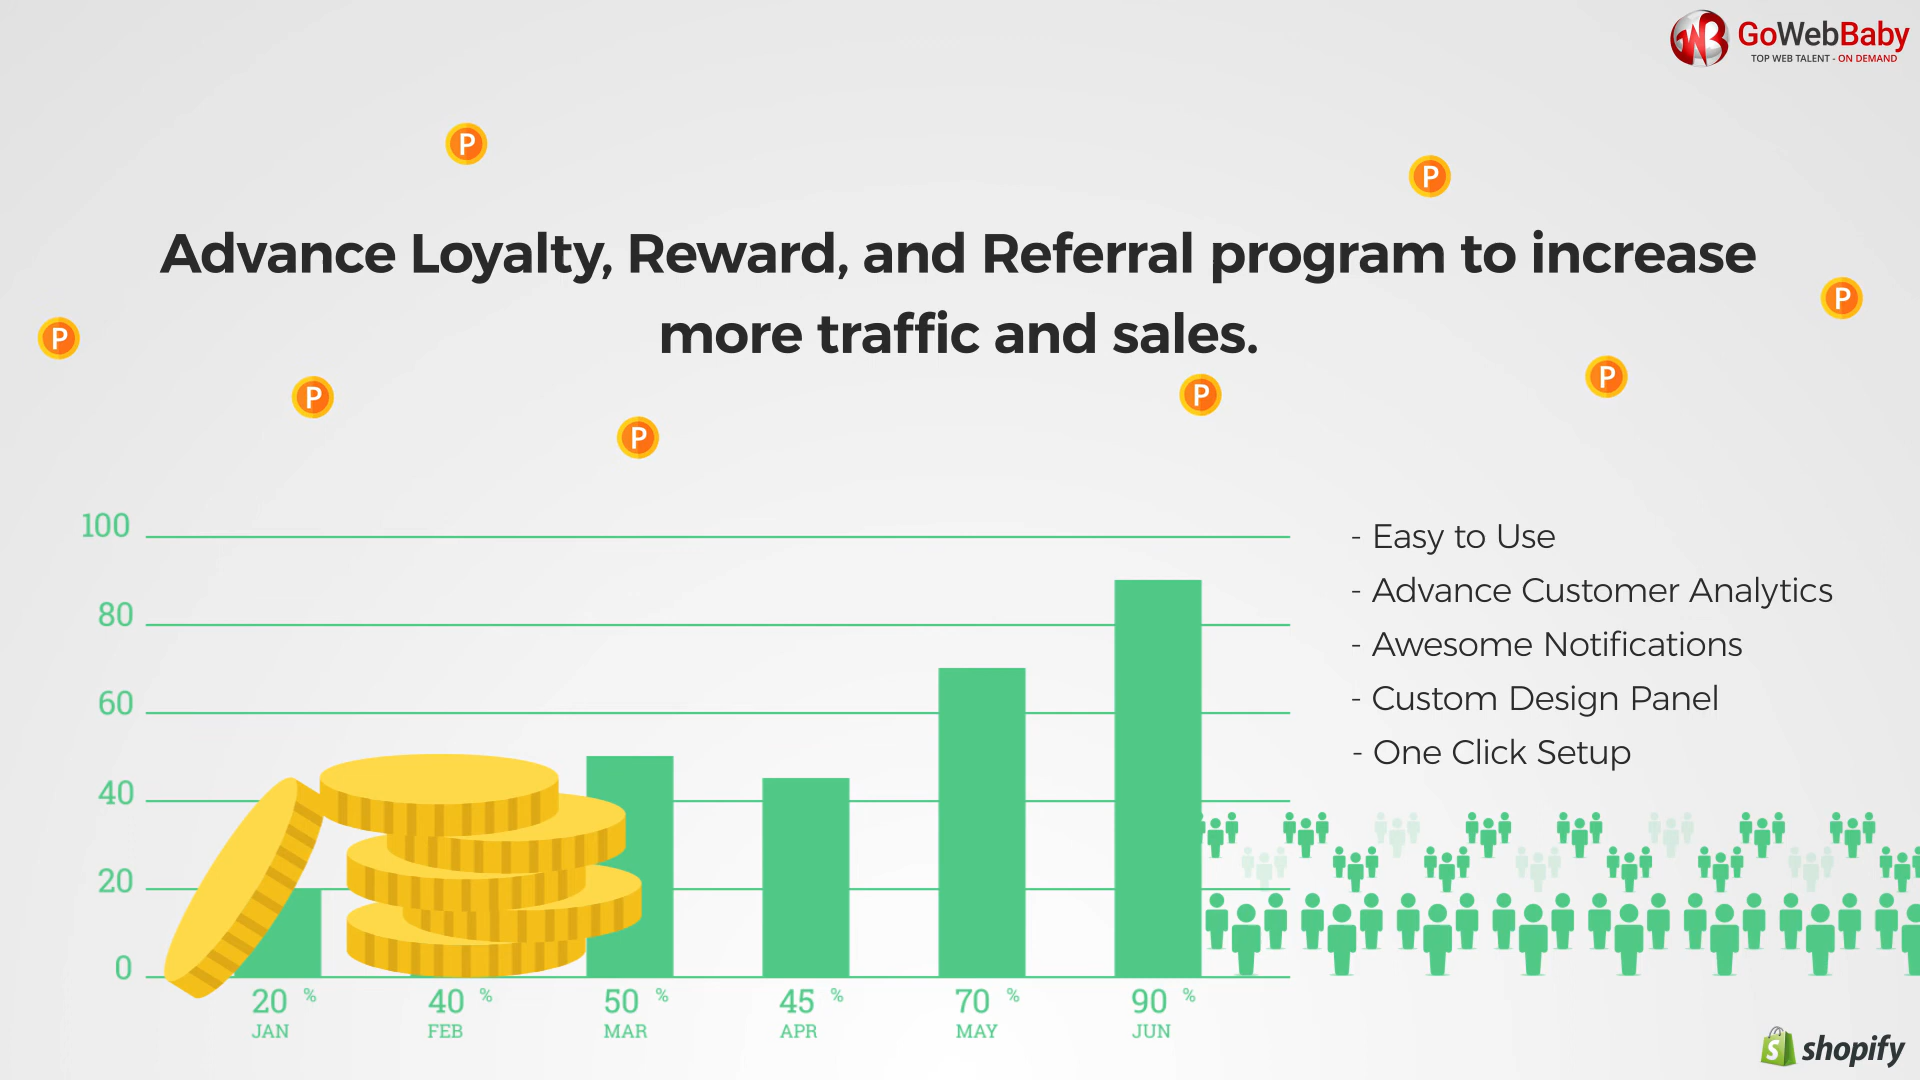 GoWebBaby
TOP WEB TALENT - ON DEMAND
P
P
Advance Loyalty, Reward, and Referral program to increase
more traffic and sales.
P
P
P
P
P
P
100
80
60
40
20
0
20 %
JAN
40 %
FEB
50 %
MAR
45 %
APR
70 %
MAY
90 %
JUN
- Easy to Use
- Advance Customer Analytics
- Awesome Notifications
- Custom Design Panel
- One Click Setup
shopify